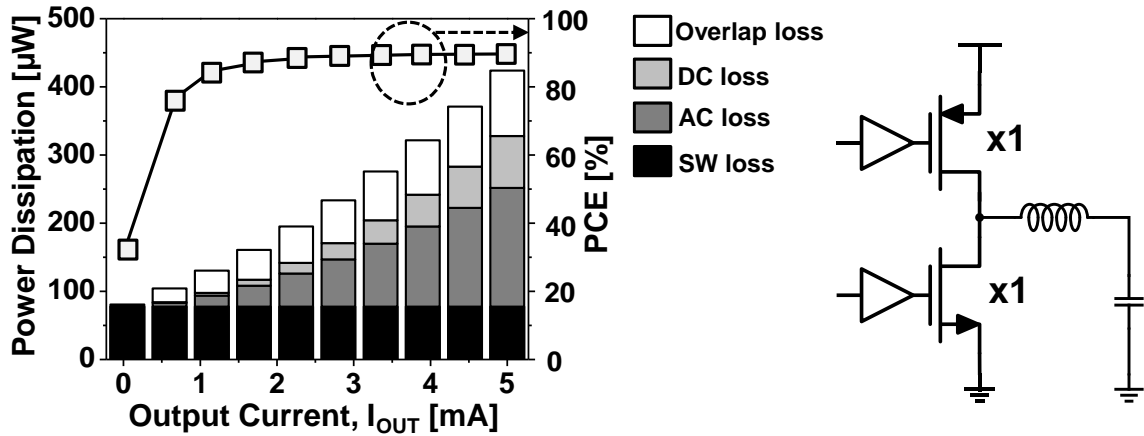 500
400
300
200
100
0
Power Dissipation [µW]
0
1
2
3
4
5
Output Current, IOUT [mA]
100
80
60
40
20
0
PCE [%]
Overlap loss
DC loss
AC loss
SW loss
x1
x1